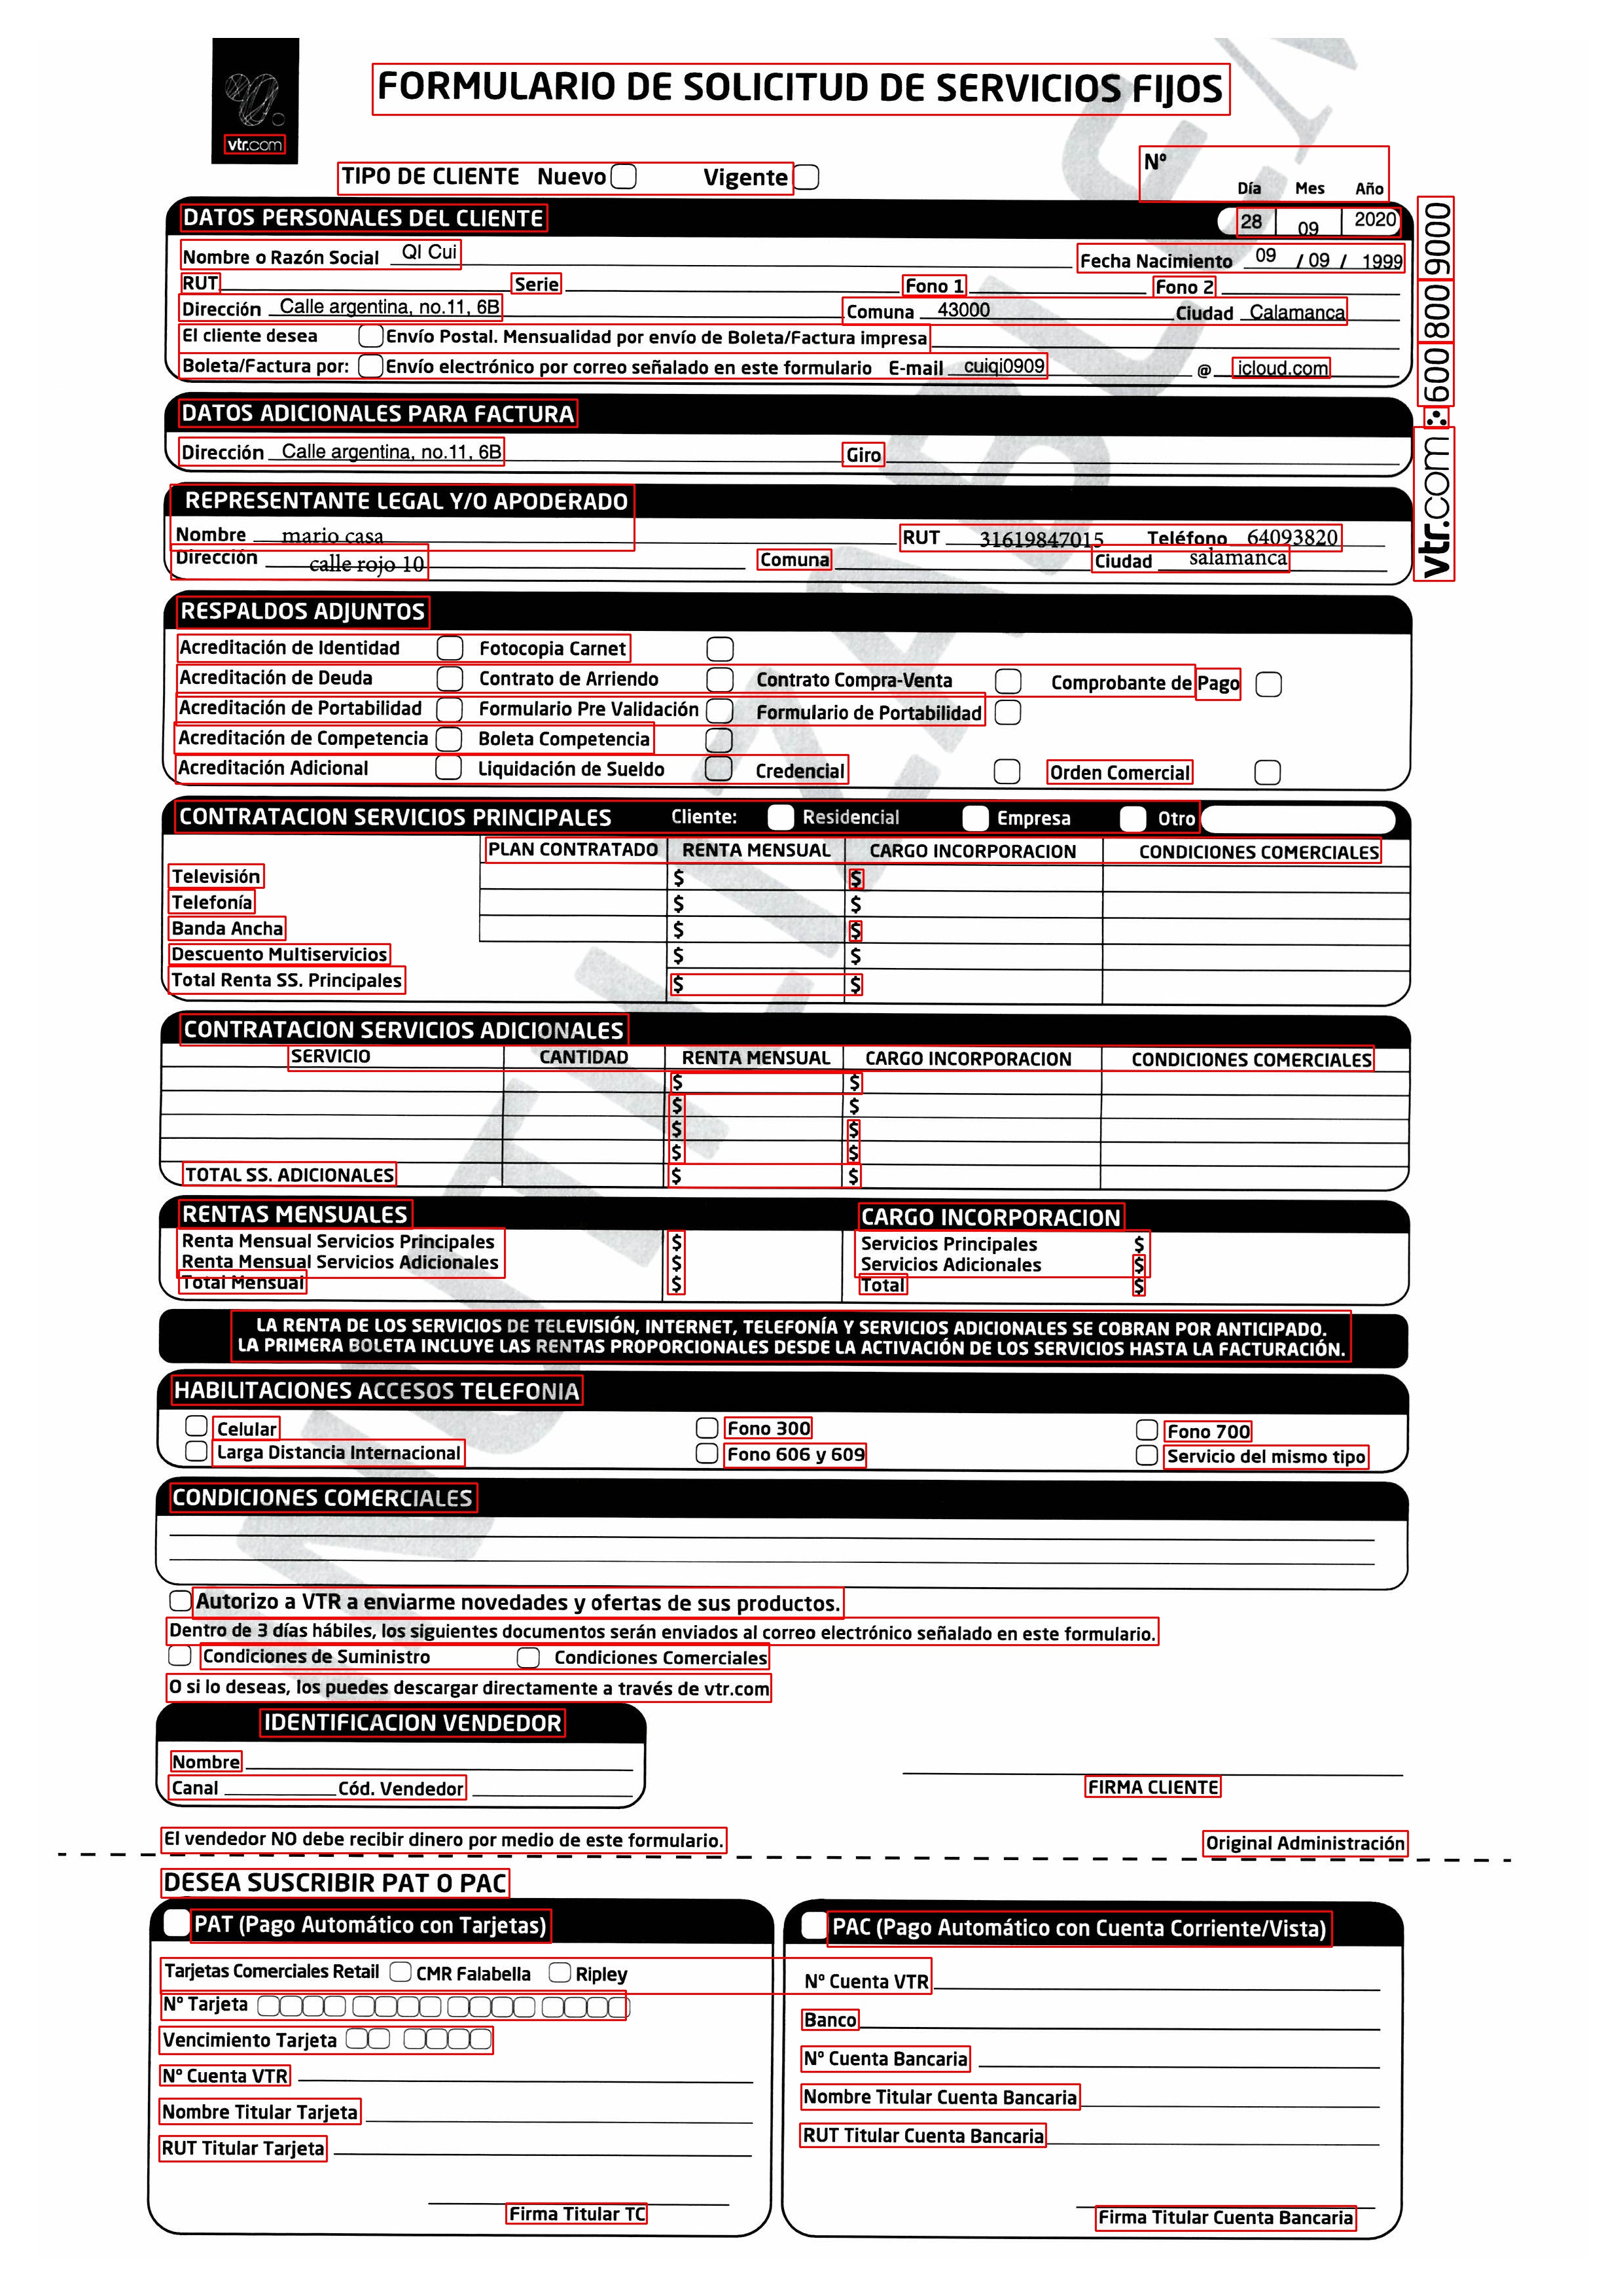 FORMULARIO DE SOLICITUD DE SERVICIOS FIJOS
vtr.com
TIPO DE CLIENTE Nuevo Vigente
Nº
Día Mes Año
DATOS PERSONALES DEL CLIENTE 28 09 2020
Nombre o Razón Social QI Cui Fecha Nacimiento 09 / 09 / 1999
RUT Serie Fono 1 Fono 2
Dirección Calle argentina, no.11, 6B Comuna 43000 Ciudad Calamanca
El cliente desea Envío Postal. Mensualidad por envío de Boleta/Factura impresa
Boleta/Factura por: Envío electrónico por correo señalado en este formulario E-mail cuiqi0909 @ icloud.com
vtr.com : 600 800 9000
DATOS ADICIONALES PARA FACTURA
Dirección Calle argentina, no.11, 6B Giro
REPRESENTANTE LEGAL Y/O APODERADO
Nombre mario casa RUT 31619847015 Teléfono 64093820
Dirección calle rojo 10 Comuna Ciudad salamanca
RESPALDOS ADJUNTOS
Acreditación de Identidad Fotocopia Carnet
Acreditación de Deuda Contrato de Arriendo Contrato Compra-Venta Comprobante de Pago
Acreditación de Portabilidad Formulario Pre Validación Formulario de Portabilidad
Acreditación de Competencia Boleta Competencia
Acreditación Adicional Liquidación de Sueldo Credencial Orden Comercial
CONTRATACION SERVICIOS PRINCIPALES Cliente: Residencial Empresa Otro
PLAN CONTRATADO RENTA MENSUAL CARGO INCORPORACION CONDICIONES COMERCIALES
Televisión $ $
Telefonía $ $
Banda Ancha $ $
Descuento Multiservicios $ $
Total Renta SS. Principales $ $
CONTRATACION SERVICIOS ADICIONALES
SERVICIO CANTIDAD RENTA MENSUAL CARGO INCORPORACION CONDICIONES COMERCIALES
$ $
$ $
$ $
$ $
TOTAL SS. ADICIONALES $ $
RENTAS MENSUALES CARGO INCORPORACION
Renta Mensual Servicios Principales $ Servicios Principales $
Renta Mensual Servicios Adicionales $ Servicios Adicionales $
Total Mensual $ Total $
LA RENTA DE LOS SERVICIOS DE TELEVISIÓN, INTERNET, TELEFONÍA Y SERVICIOS ADICIONALES SE COBRAN POR ANTICIPADO.
LA PRIMERA BOLETA INCLUYE LAS RENTAS PROPORCIONALES DESDE LA ACTIVACIÓN DE LOS SERVICIOS HASTA LA FACTURACIÓN.
HABILITACIONES ACCESOS TELEFONIA
Celular Fono 300 Fono 700
Larga Distancia Internacional Fono 606 y 609 Servicio del mismo tipo
CONDICIONES COMERCIALES
Autorizo a VTR a enviarme novedades y ofertas de sus productos.
Dentro de 3 días hábiles, los siguientes documentos serán enviados al correo electrónico señalado en este formulario.
Condiciones de Suministro Condiciones Comerciales
O si lo deseas, los puedes descargar directamente a través de vtr.com
IDENTIFICACION VENDEDOR
Nombre
Canal Cód. Vendedor
FIRMA CLIENTE
El vendedor NO debe recibir dinero por medio de este formulario. Original Administración
DESEA SUSCRIBIR PAT O PAC
PAT (Pago Automático con Tarjetas)
Tarjetas Comerciales Retail CMR Falabella Ripley
Nº Tarjeta
Vencimiento Tarjeta
Nº Cuenta VTR
Nombre Titular Tarjeta
RUT Titular Tarjeta
Firma Titular TC
PAC (Pago Automático con Cuenta Corriente/Vista)
Nº Cuenta VTR
Banco
Nº Cuenta Bancaria
Nombre Titular Cuenta Bancaria
RUT Titular Cuenta Bancaria
Firma Titular Cuenta Bancaria